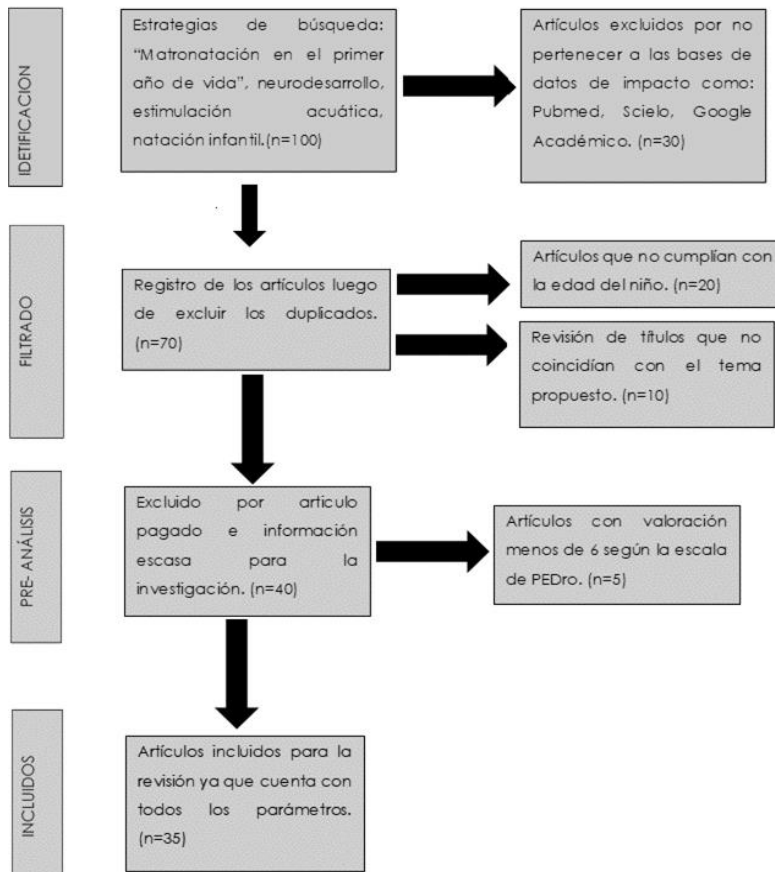 IDETIFICACION
Estrategias de búsqueda:
“Matronatación en el primer
año de vida”, neurodesarrollo,
estimulación acuática,
natación infantil.(n=100)
Artículos excluidos por no
pertenecer a las bases de
datos de impacto como:
Pubmed, Scielo, Google
Académico. (n=30)
FILTRADO
Registro de los artículos luego
de excluir los duplicados.
(n=70)
Artículos que no cumplían con
la edad del niño. (n=20)
Revisión de títulos que no
coincidían con el tema
propuesto. (n=10)
PRE- ANÁLISIS
Excluido por articulo
pagado e información
escasa para la
investigación. (n=40)
Artículos con valoración
menos de 6 según la escala
de PEDro. (n=5)
INCLUIDOS
Artículos incluidos para la
revisión ya que cuenta con
todos los parámetros.
(n=35)